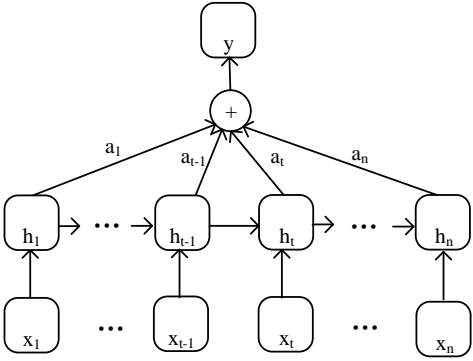 y
+
a1 at-1 at an
h1 ... ht-1 ht ... hn
x1 ... xt-1 xt ... xn